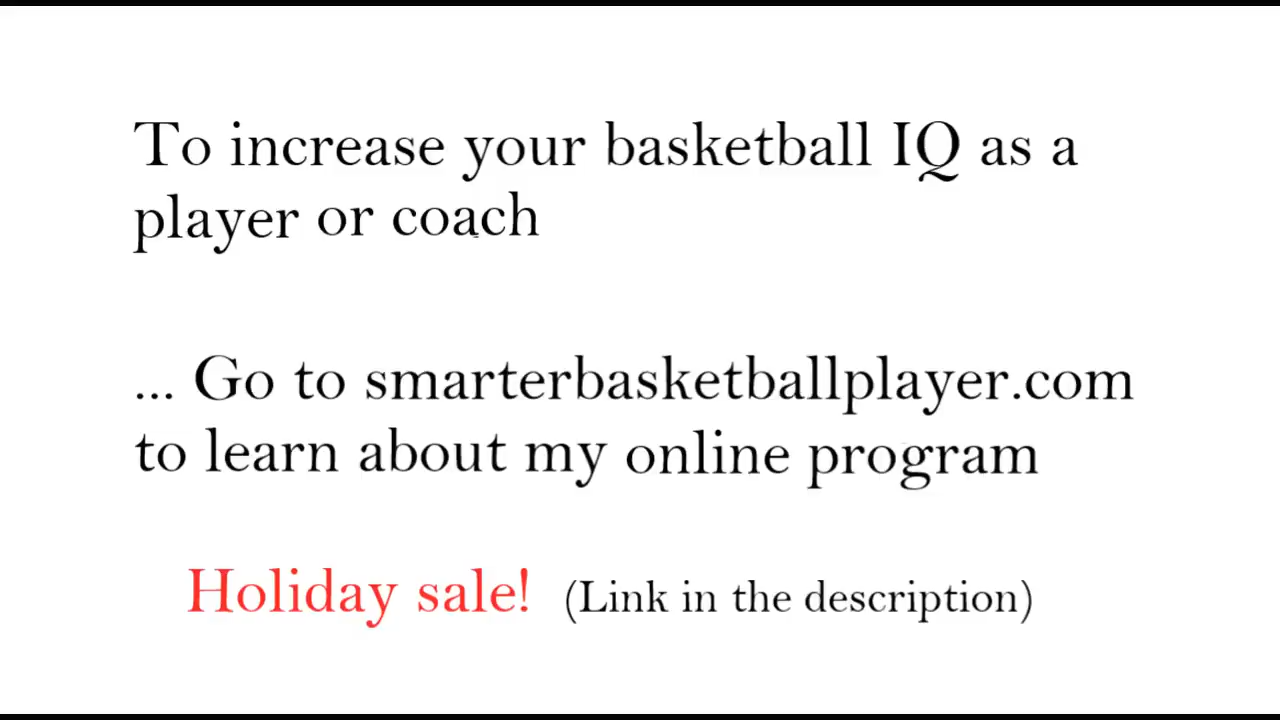 To increase your basketball IQ as a
player or coach
... Go to smarterbasketballplayer.com
to learn about my online program
Holiday sale! (Link in the description)